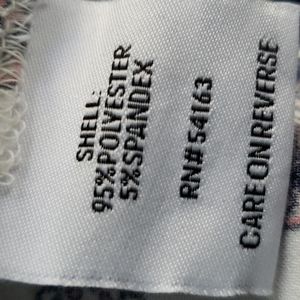 SHELL:
95% POLYESTER
5% SPANDEX
RN# 54163
CARE ON REVERSE